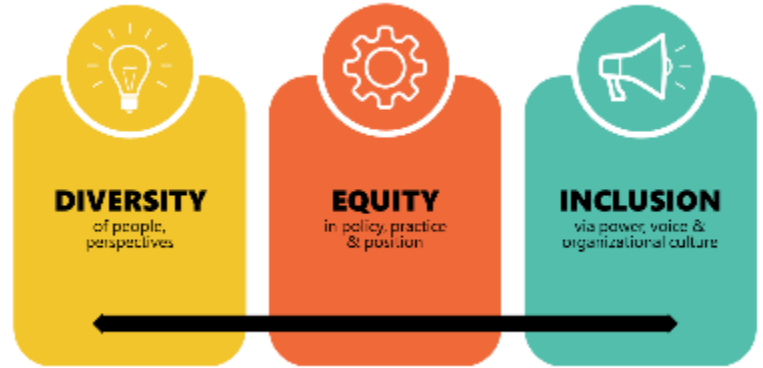 DIVERSITY
of people,
perspectives
EQUITY
in policy, practice
& position
INCLUSION
via power, voice &
organizational culture